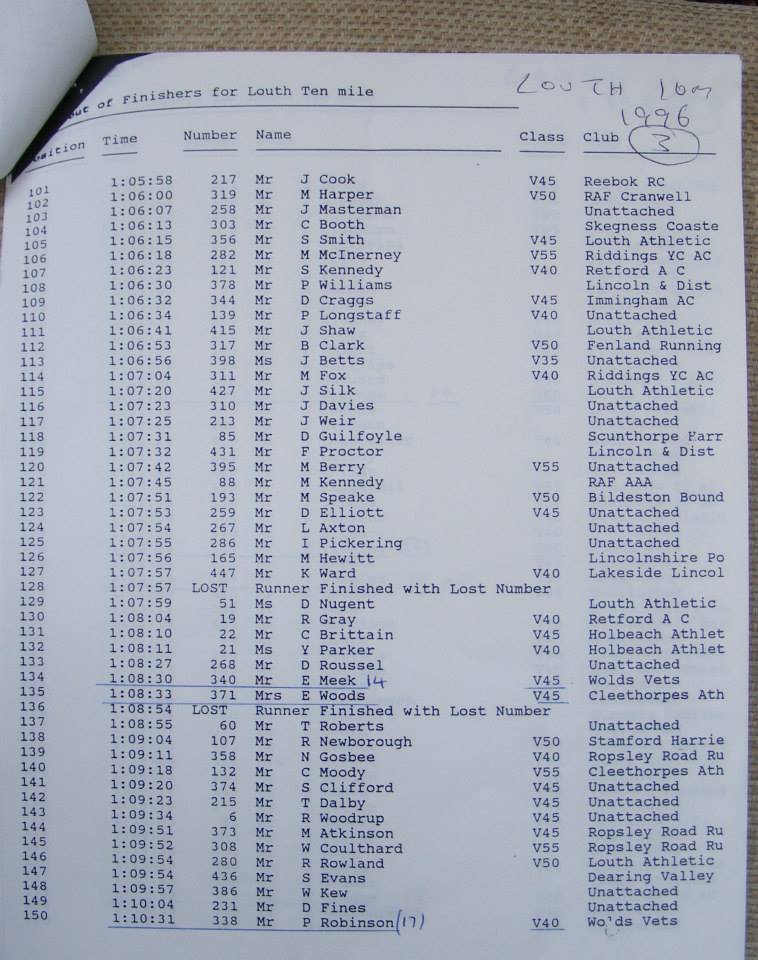 LOUTH 10m
1996
out of Finishers for Louth Ten mile
3
osition Time Number Name Class Club
101 1:05:58 217 Mr J Cook V45 Reebok RC
102 1:06:00 319 Mr M Harper V50 RAF Cranwell
103 1:06:07 258 Mr J Masterman Unattached
104 1:06:13 303 Mr C Booth Skegness Coaste
105 1:06:15 356 Mr S Smith V45 Louth Athletic
106 1:06:18 282 Mr M McInerney V55 Riddings YC AC
107 1:06:23 121 Mr S Kennedy V40 Retford A C
108 1:06:30 378 Mr P Williams Lincoln & Dist
109 1:06:32 344 Mr D Craggs V45 Immingham AC
110 1:06:34 139 Mr P Longstaff V40 Unattached
111 1:06:41 415 Mr J Shaw Louth Athletic
112 1:06:53 317 Mr B Clark V50 Fenland Running
113 1:06:56 398 Ms J Betts V35 Unattached
114 1:07:04 311 Mr M Fox V40 Riddings YC AC
115 1:07:20 427 Mr J Silk Louth Athletic
116 1:07:23 310 Mr J Davies Unattached
117 1:07:25 213 Mr J Weir Unattached
118 1:07:31 85 Mr D Guilfoyle Scunthorpe Harr
119 1:07:32 431 Mr F Proctor Lincoln & Dist
120 1:07:42 395 Mr M Berry V55 Unattached
121 1:07:45 88 Mr M Kennedy RAF AAA
122 1:07:51 193 Mr M Speake V50 Bildeston Bound
123 1:07:53 259 Mr D Elliott V45 Unattached
124 1:07:54 267 Mr L Axton Unattached
125 1:07:55 286 Mr I Pickering Unattached
126 1:07:56 165 Mr M Hewitt Lincolnshire Po
127 1:07:57 447 Mr K Ward V40 Lakeside Lincol
128 1:07:57 LOST Runner Finished with Lost Number
129 1:07:59 51 Ms D Nugent Louth Athletic
130 1:08:04 19 Mr R Gray V40 Retford A C
131 1:08:10 22 Mr C Brittain V45 Holbeach Athlet
132 1:08:11 21 Ms Y Parker V40 Holbeach Athlet
133 1:08:27 268 Mr D Roussel Unattached
134 1:08:30 340 Mr E Meek 14 V45 Wolds Vets
135 1:08:33 371 Mrs E Woods V45 Cleethorpes Ath
136 1:08:54 LOST Runner Finished with Lost Number
137 1:08:55 60 Mr T Roberts Unattached
138 1:09:04 107 Mr R Newborough V50 Stamford Harrie
139 1:09:11 358 Mr N Gosbee V40 Ropsley Road Ru
140 1:09:18 132 Mr C Moody V55 Cleethorpes Ath
141 1:09:20 374 Mr S Clifford V45 Unattached
142 1:09:23 215 Mr T Dalby V45 Unattached
143 1:09:34 6 Mr R Woodrup V45 Unattached
144 1:09:51 373 Mr M Atkinson V45 Ropsley Road Ru
145 1:09:52 308 Mr W Coulthard V55 Ropsley Road Ru
146 1:09:54 280 Mr R Rowland V50 Louth Athletic
147 1:09:54 436 Mr S Evans Dearing Valley
148 1:09:57 386 Mr W Kew Unattached
149 1:10:04 231 Mr D Fines Unattached
150 1:10:31 338 Mr P Robinson (17) V40 Wolds Vets